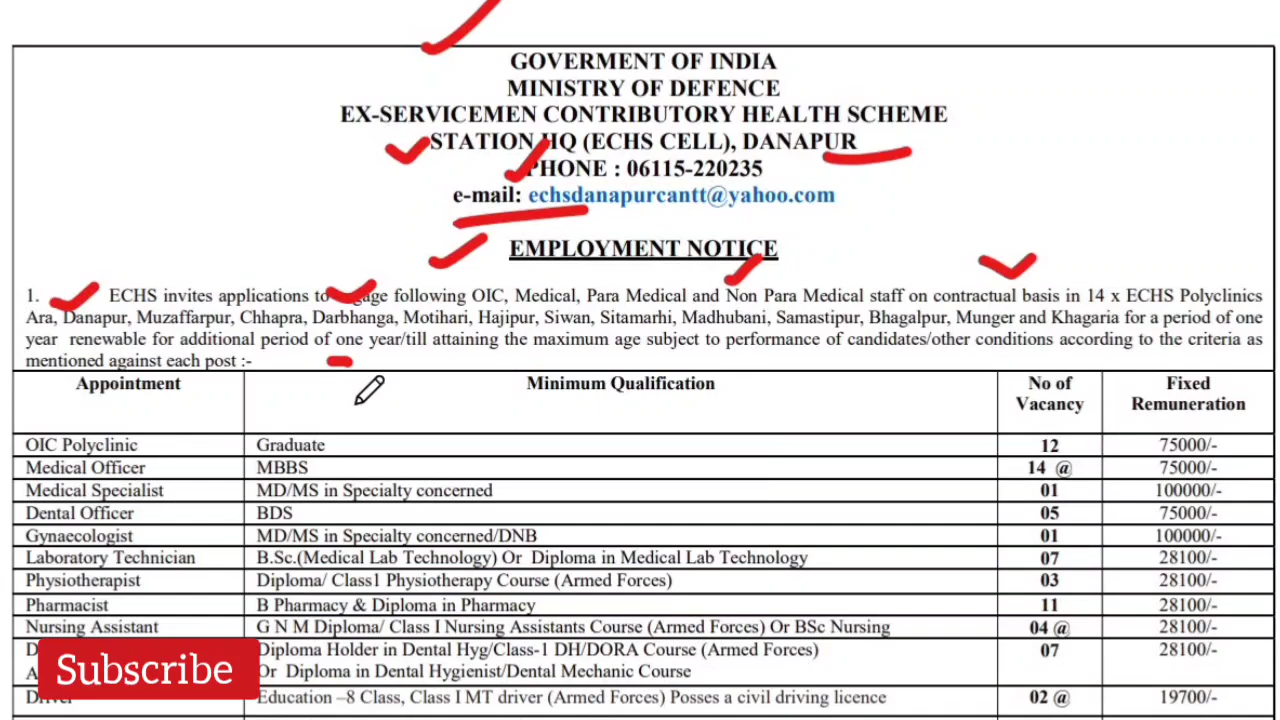 GOVERMENT OF INDIA
MINISTRY OF DEFENCE
EX-SERVICEMEN CONTRIBUTORY HEALTH SCHEME
STATION HQ (ECHS CELL), DANAPUR
PHONE : 06115-220235
e-mail: echsdanapurcantt@yahoo.com
EMPLOYMENT NOTICE
1. ECHS invites applications to engage following OIC, Medical, Para Medical and Non Para Medical staff on contractual basis in 14 x ECHS Polyclinics
Ara, Danapur, Muzaffarpur, Chhapra, Darbhanga, Motihari, Hajipur, Siwan, Sitamarhi, Madhubani, Samastipur, Bhagalpur, Munger and Khagaria for a period of one
year renewable for additional period of one year/till attaining the maximum age subject to performance of candidates/other conditions according to the criteria as
mentioned against each post :-
Appointment Minimum Qualification No of Vacancy Fixed Remuneration
OIC Polyclinic Graduate 12 75000/-
Medical Officer MBBS 14 @ 75000/-
Medical Specialist MD/MS in Specialty concerned 01 100000/-
Dental Officer BDS 05 75000/-
Gynaecologist MD/MS in Specialty concerned/DNB 01 100000/-
Laboratory Technician B.Sc.(Medical Lab Technology) Or Diploma in Medical Lab Technology 07 28100/-
Physiotherapist Diploma/ Class1 Physiotherapy Course (Armed Forces) 03 28100/-
Pharmacist B Pharmacy & Diploma in Pharmacy 11 28100/-
Nursing Assistant G N M Diploma/ Class I Nursing Assistants Course (Armed Forces) Or BSc Nursing 04 @ 28100/-
Diploma Holder in Dental Hyg/Class-1 DH/DORA Course (Armed Forces) 07 28100/-
Or Diploma in Dental Hygienist/Dental Mechanic Course
Driver Education –8 Class, Class I MT driver (Armed Forces) Posses a civil driving licence 02 @ 19700/-
Subscribe